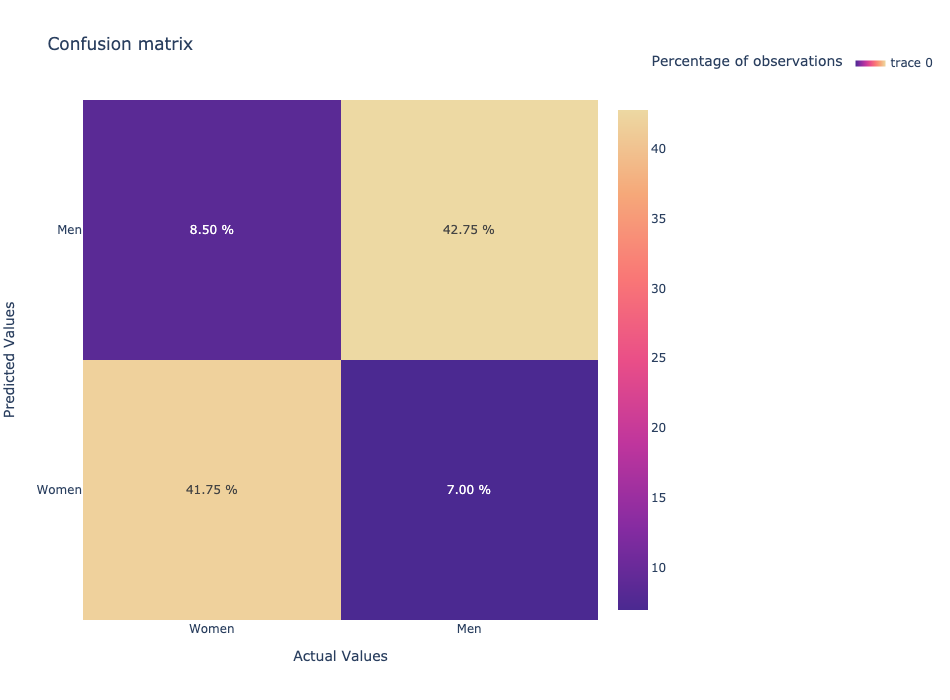 Confusion matrix
Percentage of observations
trace 0
Predicted Values
Men
8.50 %
42.75 %
Women
41.75 %
7.00 %
Women
Men
Actual Values
40
35
30
25
20
15
10